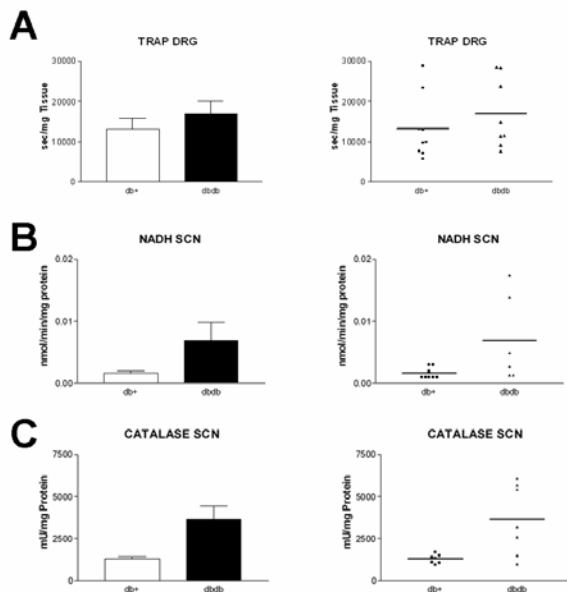 A
TRAP DRG
TRAP DRG
sec/mg Tissue
30000
20000
10000
0
db+
dbdb
sec/mg Tissue
30000
20000
10000
0
db+
dbdb
B
NADH SCN
NADH SCN
nmol/min/mg protein
0.02
0.01
0.00
db+
dbdb
nmol/min/mg protein
0.02
0.01
0.00
db+
dbdb
C
CATALASE SCN
CATALASE SCN
mU/mg Protein
7500
5000
2500
0
db+
dbdb
mU/mg Protein
7500
5000
2500
0
db+
dbdb